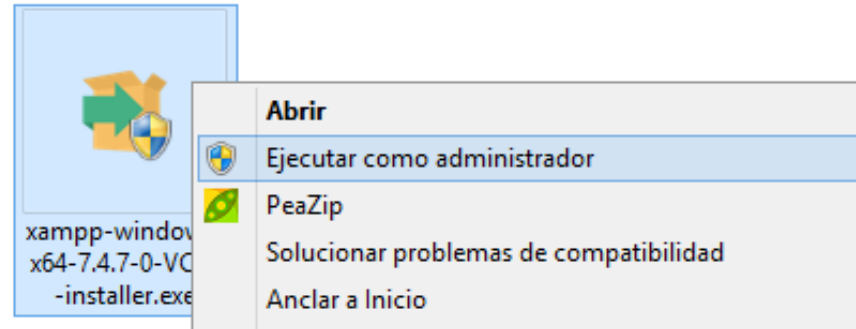 Abrir
Ejecutar como administrador
PeaZip
Solucionar problemas de compatibilidad
Anclar a Inicio
xampp-window
x64-7.4.7-0-VC
-installer.exe